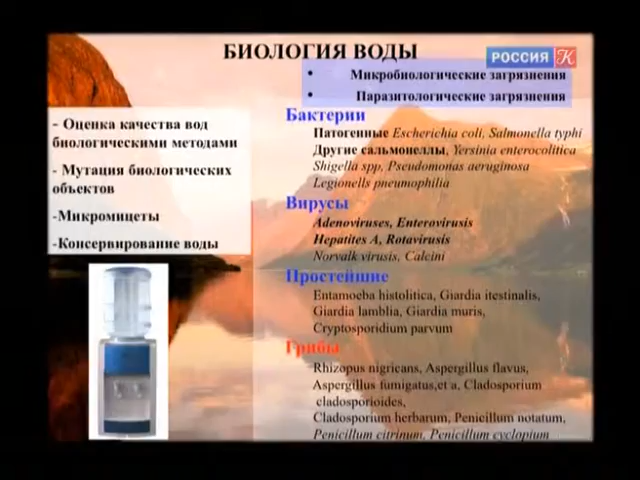 БИОЛОГИЯ ВОДЫ
РОССИЯ К
• Микробиологические загрязнения
• Паразитологические загрязнения
- Оценка качества вод
биологическими методами
- Мутация биологических
объектов
-Микромицеты
-Консервирование воды
Бактерии
Патогенные Escherichia coli, Salmonella typhi
Другие сальмонеллы, Yersinia enterocolitica
Shigella spp, Pseudomonas aeruginosa
Legionells pneumophilia
Вирусы
Adenoviruses, Enterovirusis
Hepatites A, Rotavirusis
Norvalk virusis, Calcini
Простейшие
Entamoeba histolitica, Giardia itestinalis,
Giardia lamblia, Giardia muris,
Cryptosporidium parvum
Грибы
Rhizopus nigricans, Aspergillus flavus,
Aspergillus fumigatus,et a, Cladosporium
cladosporioides,
Cladosporium herbarum, Penicillum notatum,
Penicillum citrinum, Penicillum cyclopium